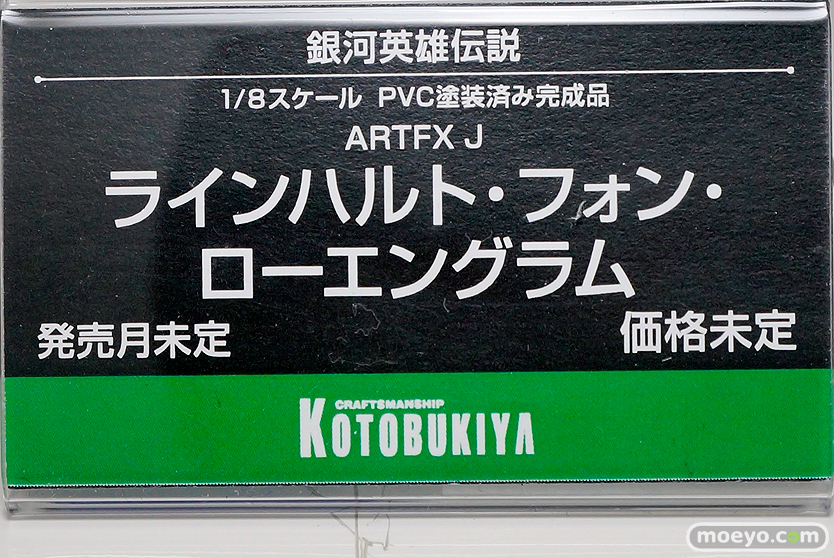 銀河英雄伝説
1/8スケール PVC塗装済み完成品
ARTFX J
ラインハルト・フォン・
ローエングラム
発売月未定
価格未定
CRAFTSMANSHIP
KOTOBUKIYA
moeyo.com